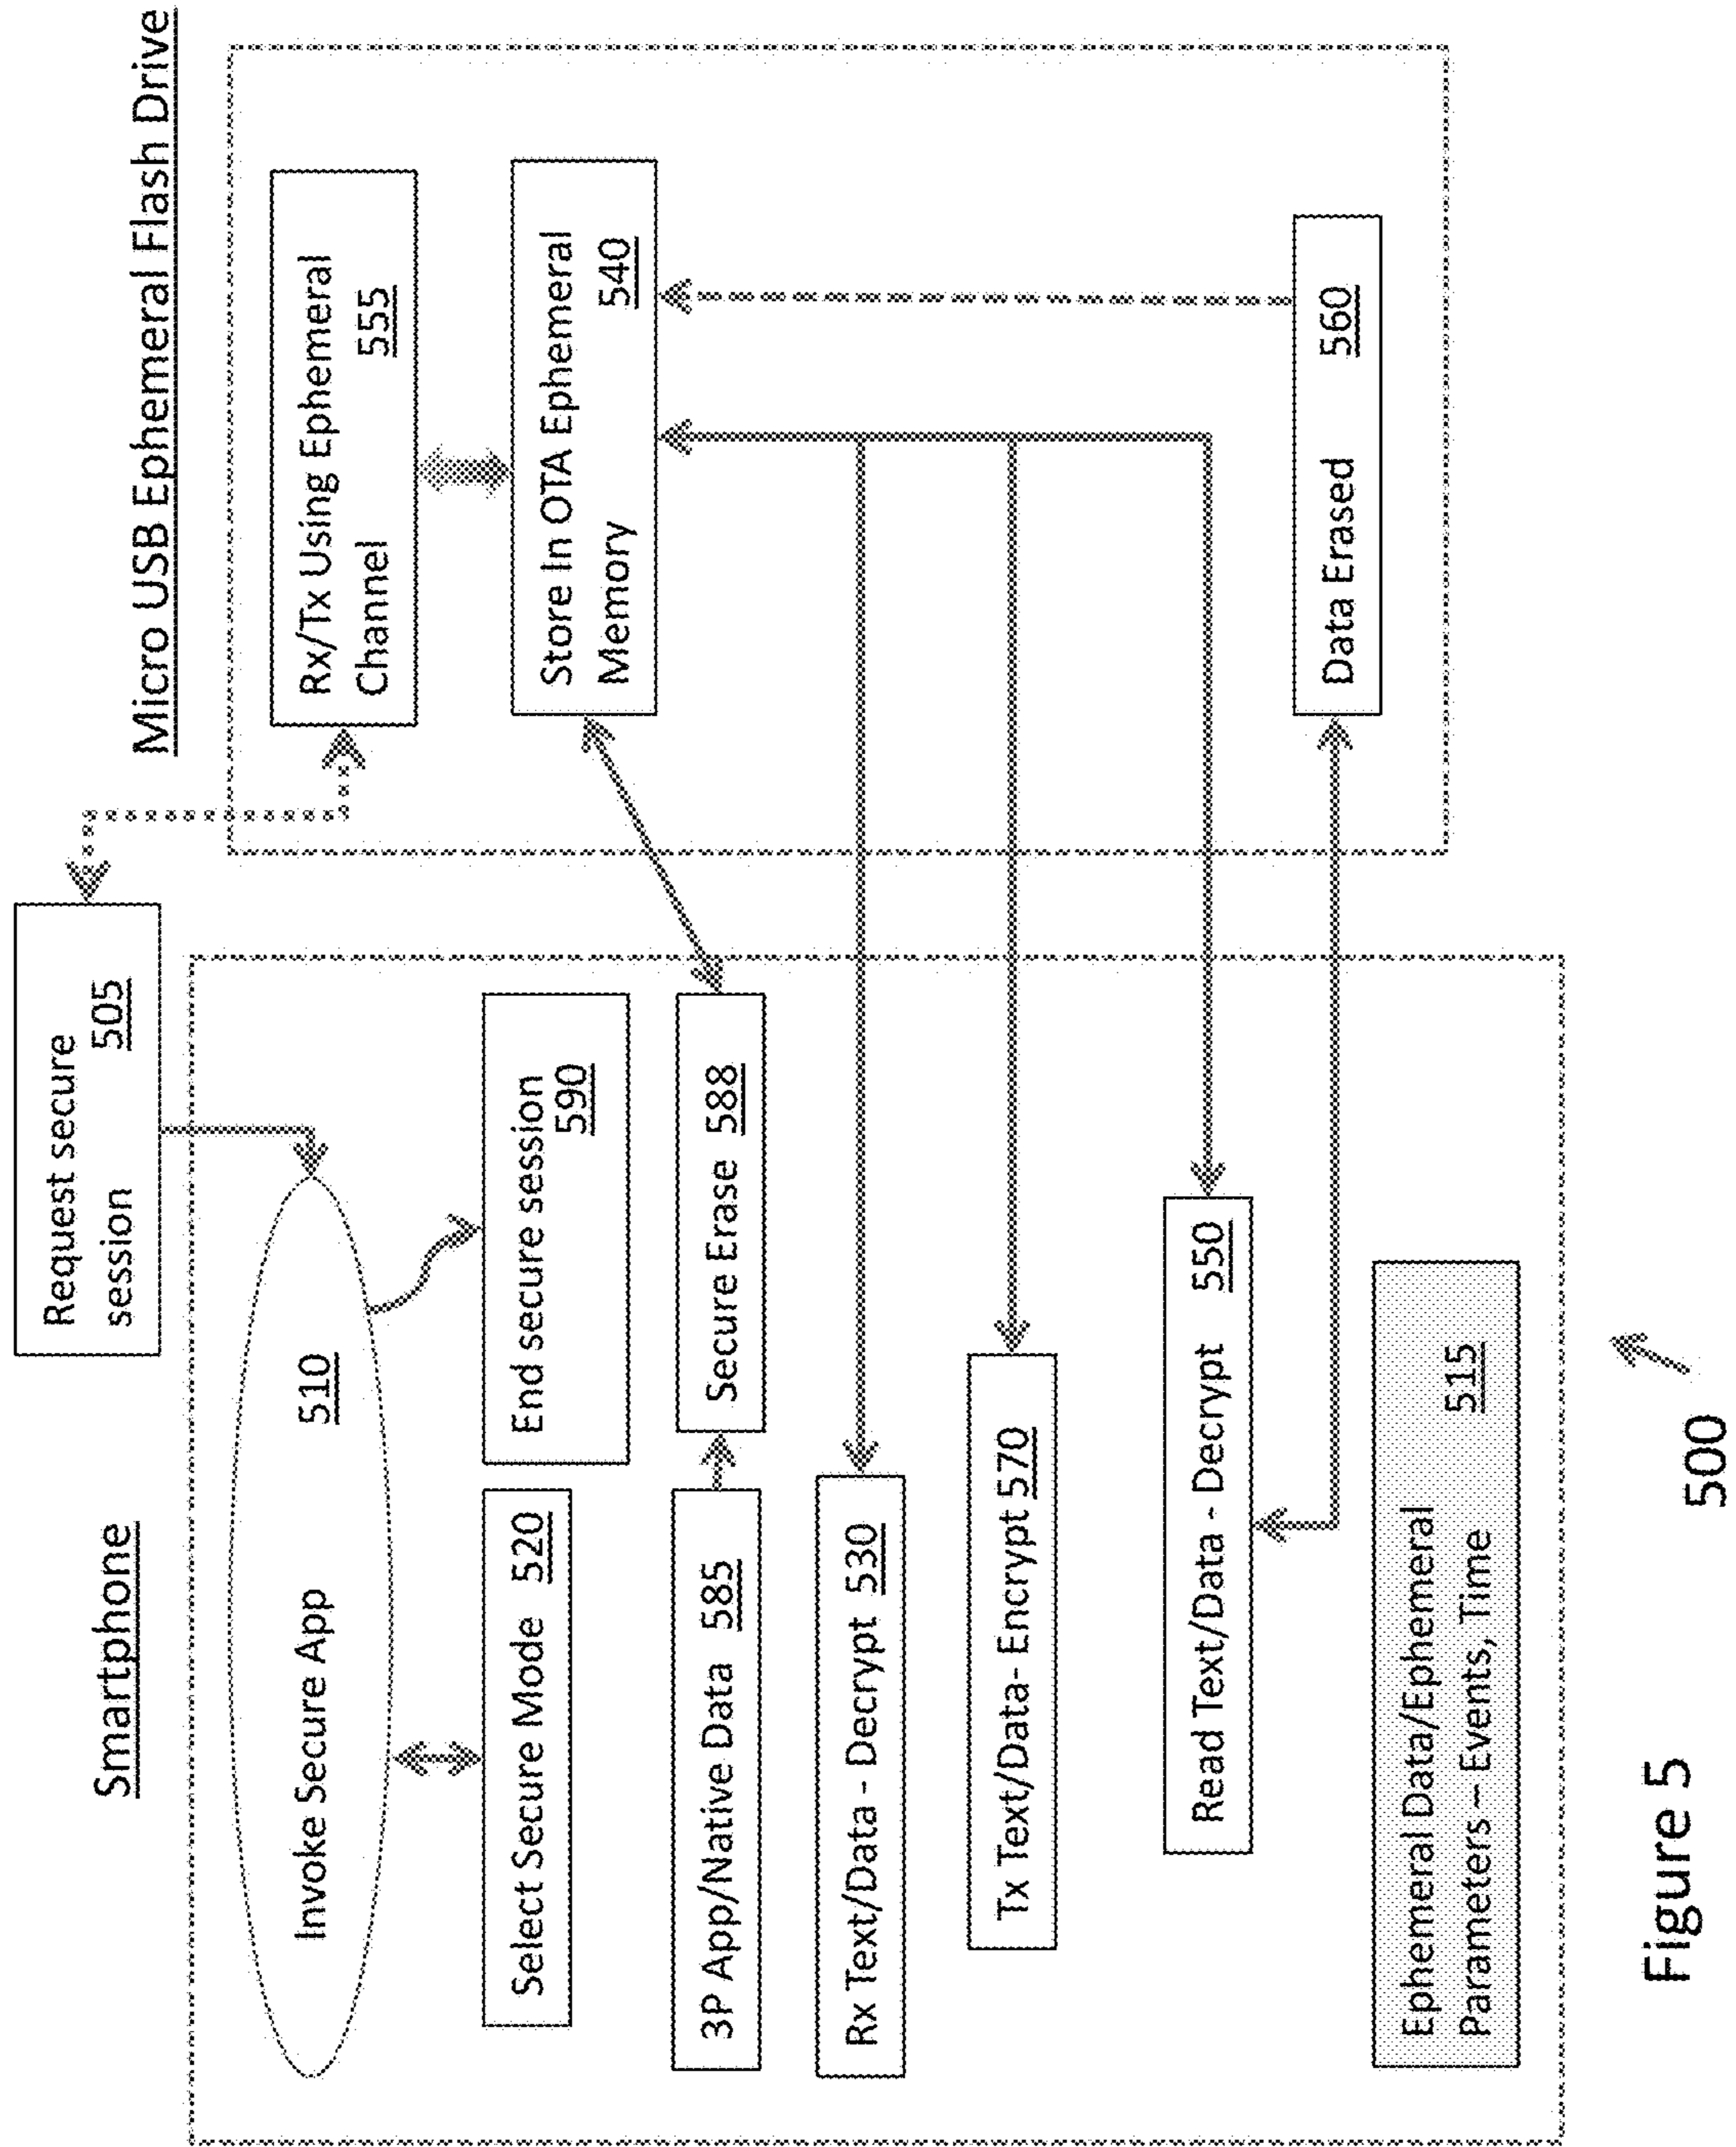 Smartphone
Micro USB Ephemeral Flash Drive
Request secure
session 505
Invoke Secure App 510
Select Secure Mode 520
End secure session
590
3P App/Native Data 585
Secure Erase 588
Rx Text/Data - Decrypt 530
Tx Text/Data- Encrypt 570
Read Text/Data - Decrypt 550
Ephemeral Data/Ephemeral
Parameters – Events, Time 515
Rx/Tx Using Ephemeral
Channel 555
Store In OTA Ephemeral
Memory 540
Data Erased 560
Figure 5
500